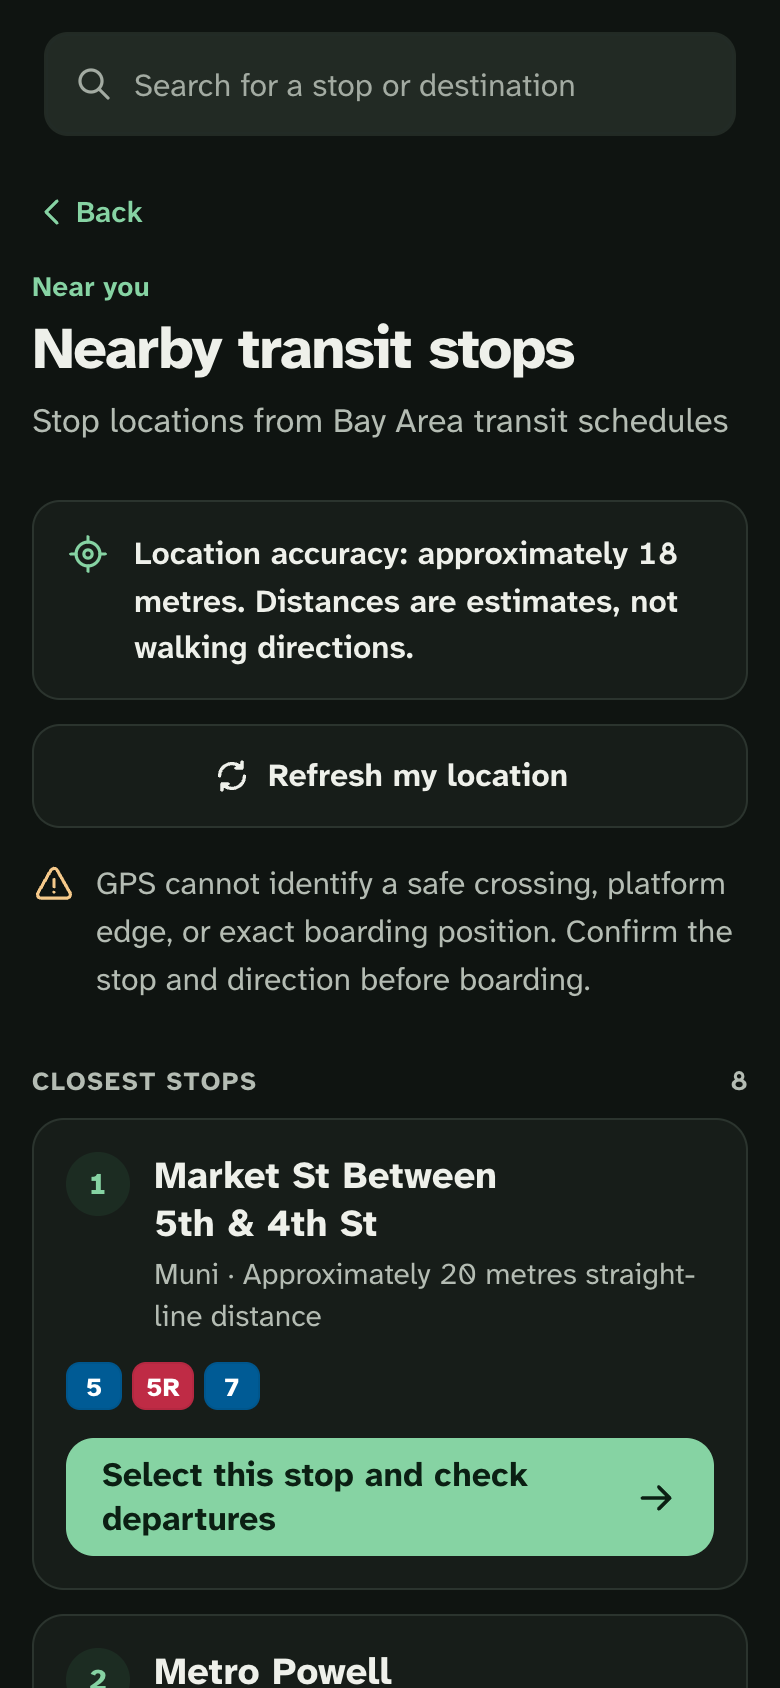 Search for a stop or destination
Back
Near you
Nearby transit stops
Stop locations from Bay Area transit schedules
Location accuracy: approximately 18
metres. Distances are estimates, not
walking directions.
Refresh my location
GPS cannot identify a safe crossing, platform
edge, or exact boarding position. Confirm the
stop and direction before boarding.
CLOSEST STOPS 8
1 Market St Between
5th & 4th St
Muni · Approximately 20 metres straight-
line distance
5 5R 7
Select this stop and check
departures
2 Metro Powell